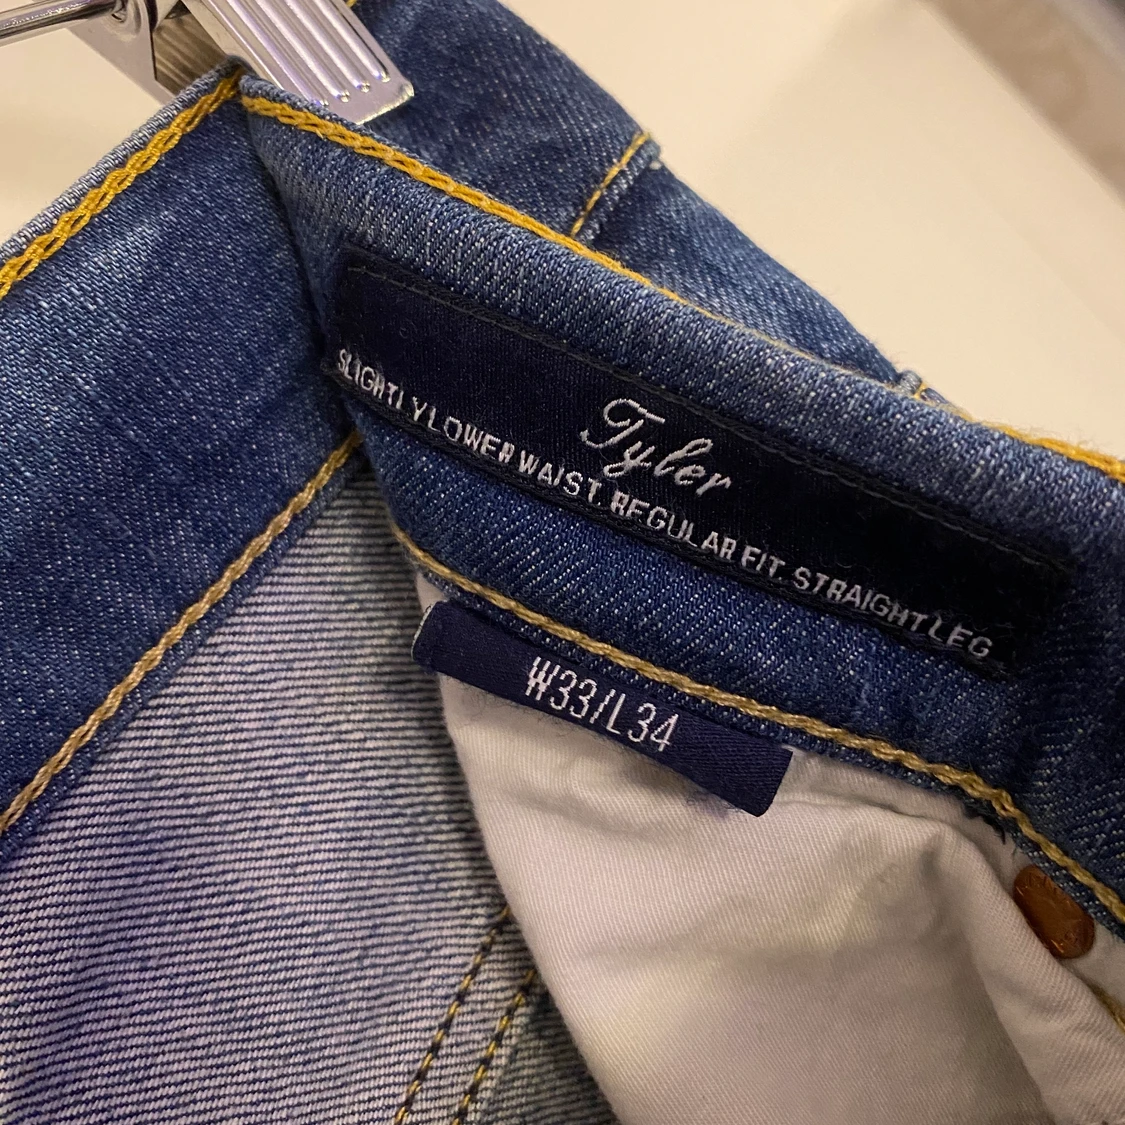 Tyler
SLIGHTLY LOWER WAIST. REGULAR FIT. STRAIGHT LEG
W33/L34